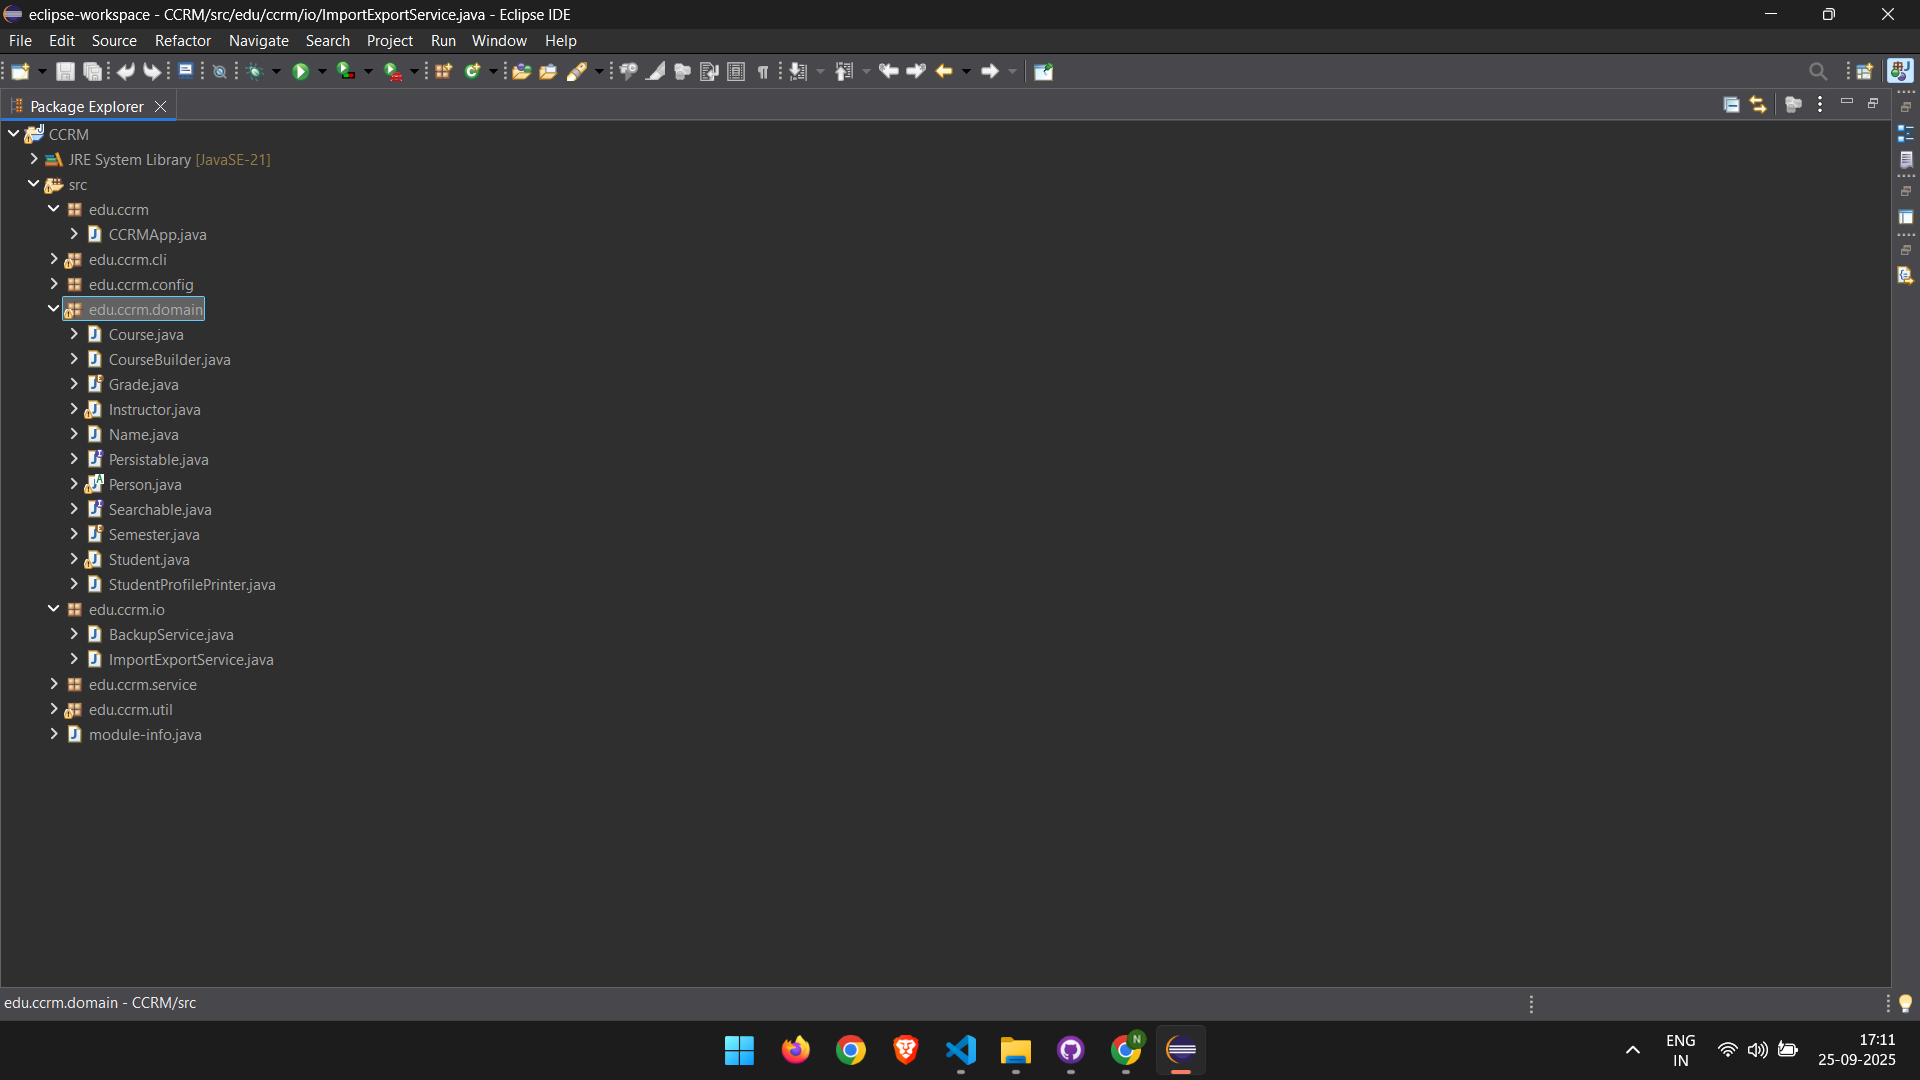 eclipse-workspace - CCRM/src/edu/ccrm/io/ImportExportService.java - Eclipse IDE
File Edit Source Refactor Navigate Search Project Run Window Help
Package Explorer
CCRM
JRE System Library [JavaSE-21]
src
edu.ccrm
CCRMApp.java
edu.ccrm.cli
edu.ccrm.config
edu.ccrm.domain
Course.java
CourseBuilder.java
Grade.java
Instructor.java
Name.java
Persistable.java
Person.java
Searchable.java
Semester.java
Student.java
StudentProfilePrinter.java
edu.ccrm.io
BackupService.java
ImportExportService.java
edu.ccrm.service
edu.ccrm.util
module-info.java
edu.ccrm.domain - CCRM/src
N
ENG
IN
17:11
25-09-2025